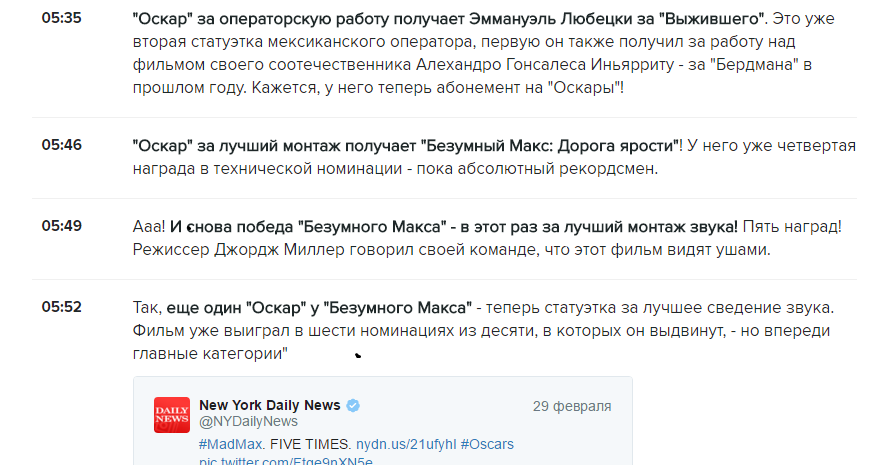 05:35 "Оскар" за операторскую работу получает Эммануэль Любецки за "Выжившего". Это уже
вторая статуэтка мексиканского оператора, первую он также получил за работу над
фильмом своего соотечественника Алехандро Гонсалеса Иньярриту - за "Бердмана" в
прошлом году. Кажется, у него теперь абонемент на "Оскары"!
05:46 "Оскар" за лучший монтаж получает "Безумный Макс: Дорога ярости"! У него уже четвертая
награда в технической номинации - пока абсолютный рекордсмен.
05:49 Ааа! И снова победа "Безумного Макса" - в этот раз за лучший монтаж звука! Пять наград!
Режиссер Джордж Миллер говорил своей команде, что этот фильм видят ушами.
05:52 Так, еще один "Оскар" у "Безумного Макса" - теперь статуэтка за лучшее сведение звука.
Фильм уже выиграл в шести номинациях из десяти, в которых он выдвинут, - но впереди
главные категории"
DAILY NEWS
New York Daily News 29 февраля
@NYDailyNews
#MadMax. FIVE TIMES. nydn.us/21ufyhI #Oscars
pic.twitter.com/Etqe9nXN5e